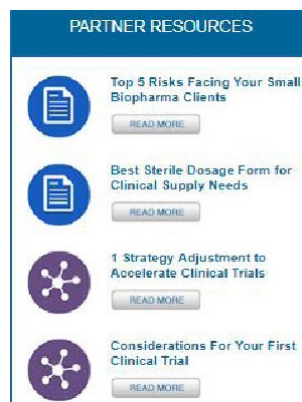 PARTNER RESOURCES
Top 5 Risks Facing Your Small
Biopharma Clients
READ MORE
Best Sterile Dosage Form for
Clinical Supply Needs
READ MORE
1 Strategy Adjustment to
Accelerate Clinical Trials
READ MORE
Considerations For Your First
Clinical Trial
READ MORE